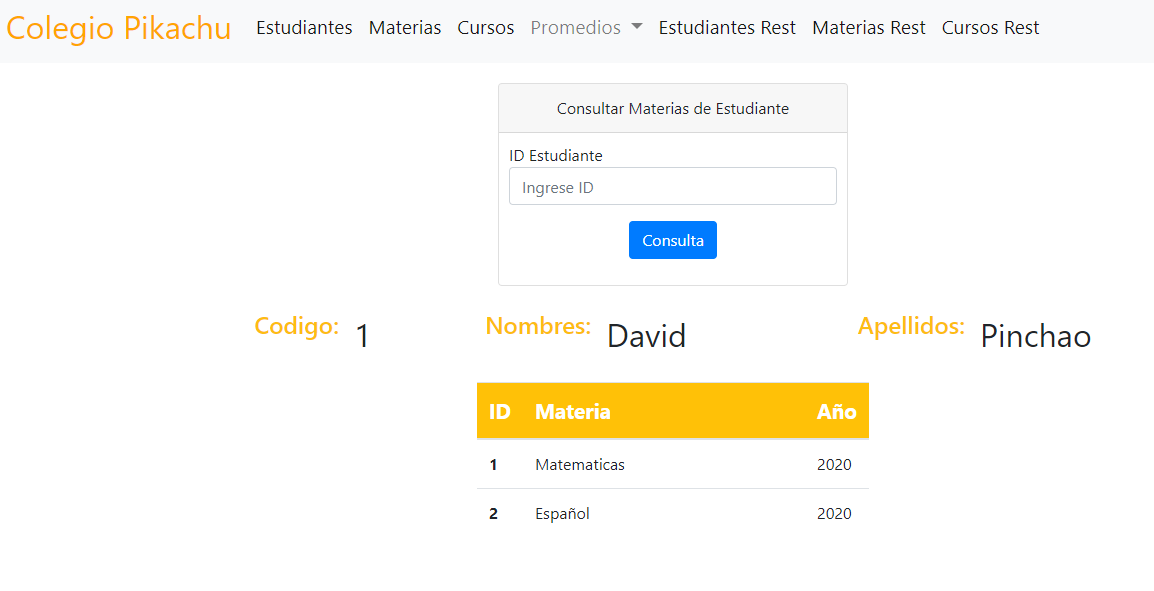 Colegio Pikachu Estudiantes Materias Cursos Promedios Estudiantes Rest Materias Rest Cursos Rest
Consultar Materias de Estudiante
ID Estudiante
Ingrese ID
Consulta
Codigo: 1 Nombres: David Apellidos: Pinchao
ID Materia Año
1 Matematicas 2020
2 Español 2020